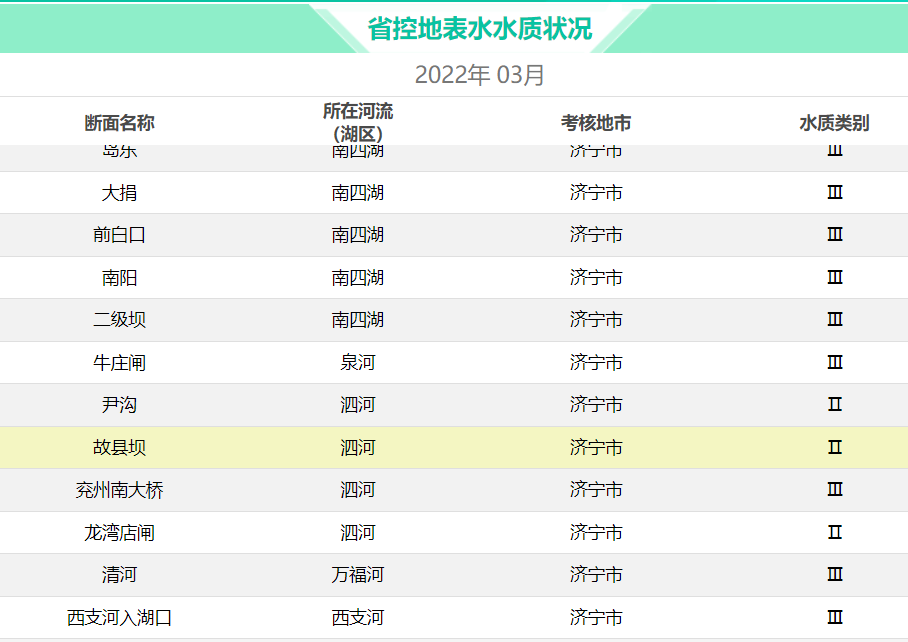 省控地表水水质状况
2022年 03月
断面名称 所在河流（湖区） 考核地市 水质类别
岛东 南四湖 济宁市 Ⅲ
大捐 南四湖 济宁市 Ⅲ
前白口 南四湖 济宁市 Ⅲ
南阳 南四湖 济宁市 Ⅲ
二级坝 南四湖 济宁市 Ⅲ
牛庄闸 泉河 济宁市 Ⅲ
尹沟 泗河 济宁市 Ⅱ
故县坝 泗河 济宁市 Ⅱ
兖州南大桥 泗河 济宁市 Ⅲ
龙湾店闸 泗河 济宁市 Ⅱ
清河 万福河 济宁市 Ⅲ
西支河入湖口 西支河 济宁市 Ⅲ